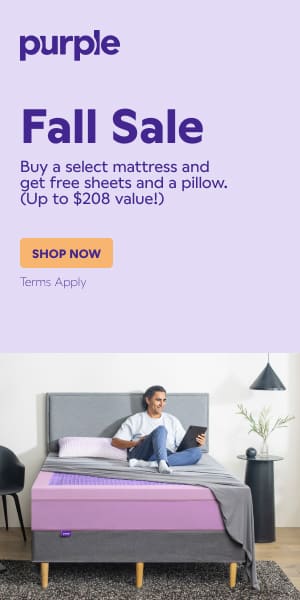 purple
Fall Sale
Buy a select mattress and
get free sheets and a pillow.
(Up to $208 value!)
SHOP NOW
Terms Apply